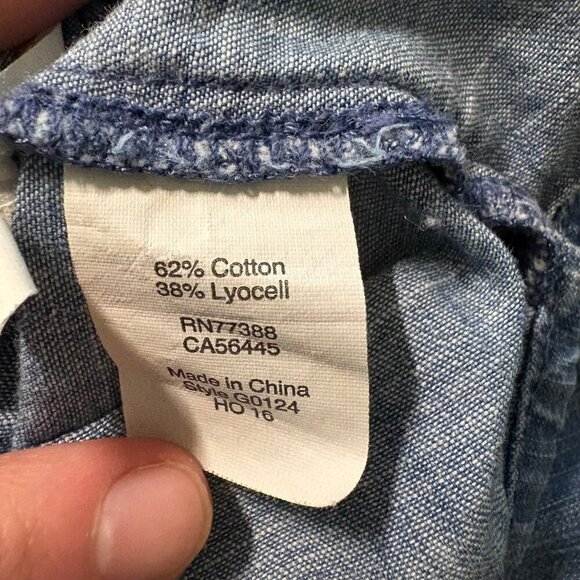 62% Cotton
38% Lyocell
RN77388
CA56445
Made in China
Style G0124
HO 16